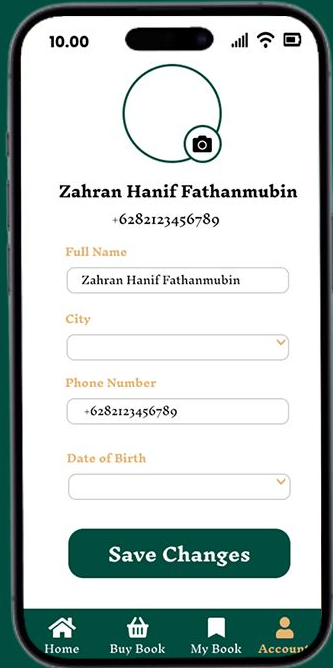 10.00
Zahran Hanif Fathanmubin
+6282123456789
Full Name
Zahran Hanif Fathanmubin
City
Phone Number
+6282123456789
Date of Birth
Save Changes
Home Buy Book My Book Account